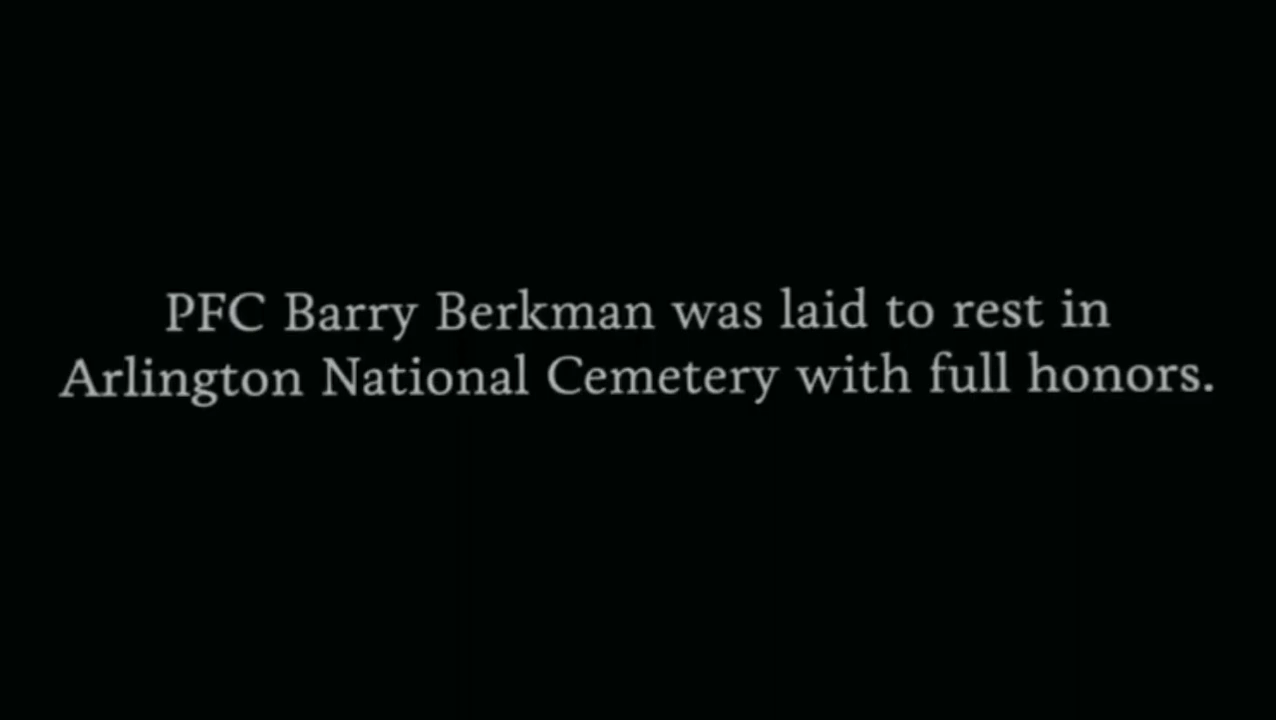 PFC Barry Berkman was laid to rest in
Arlington National Cemetery with full honors.